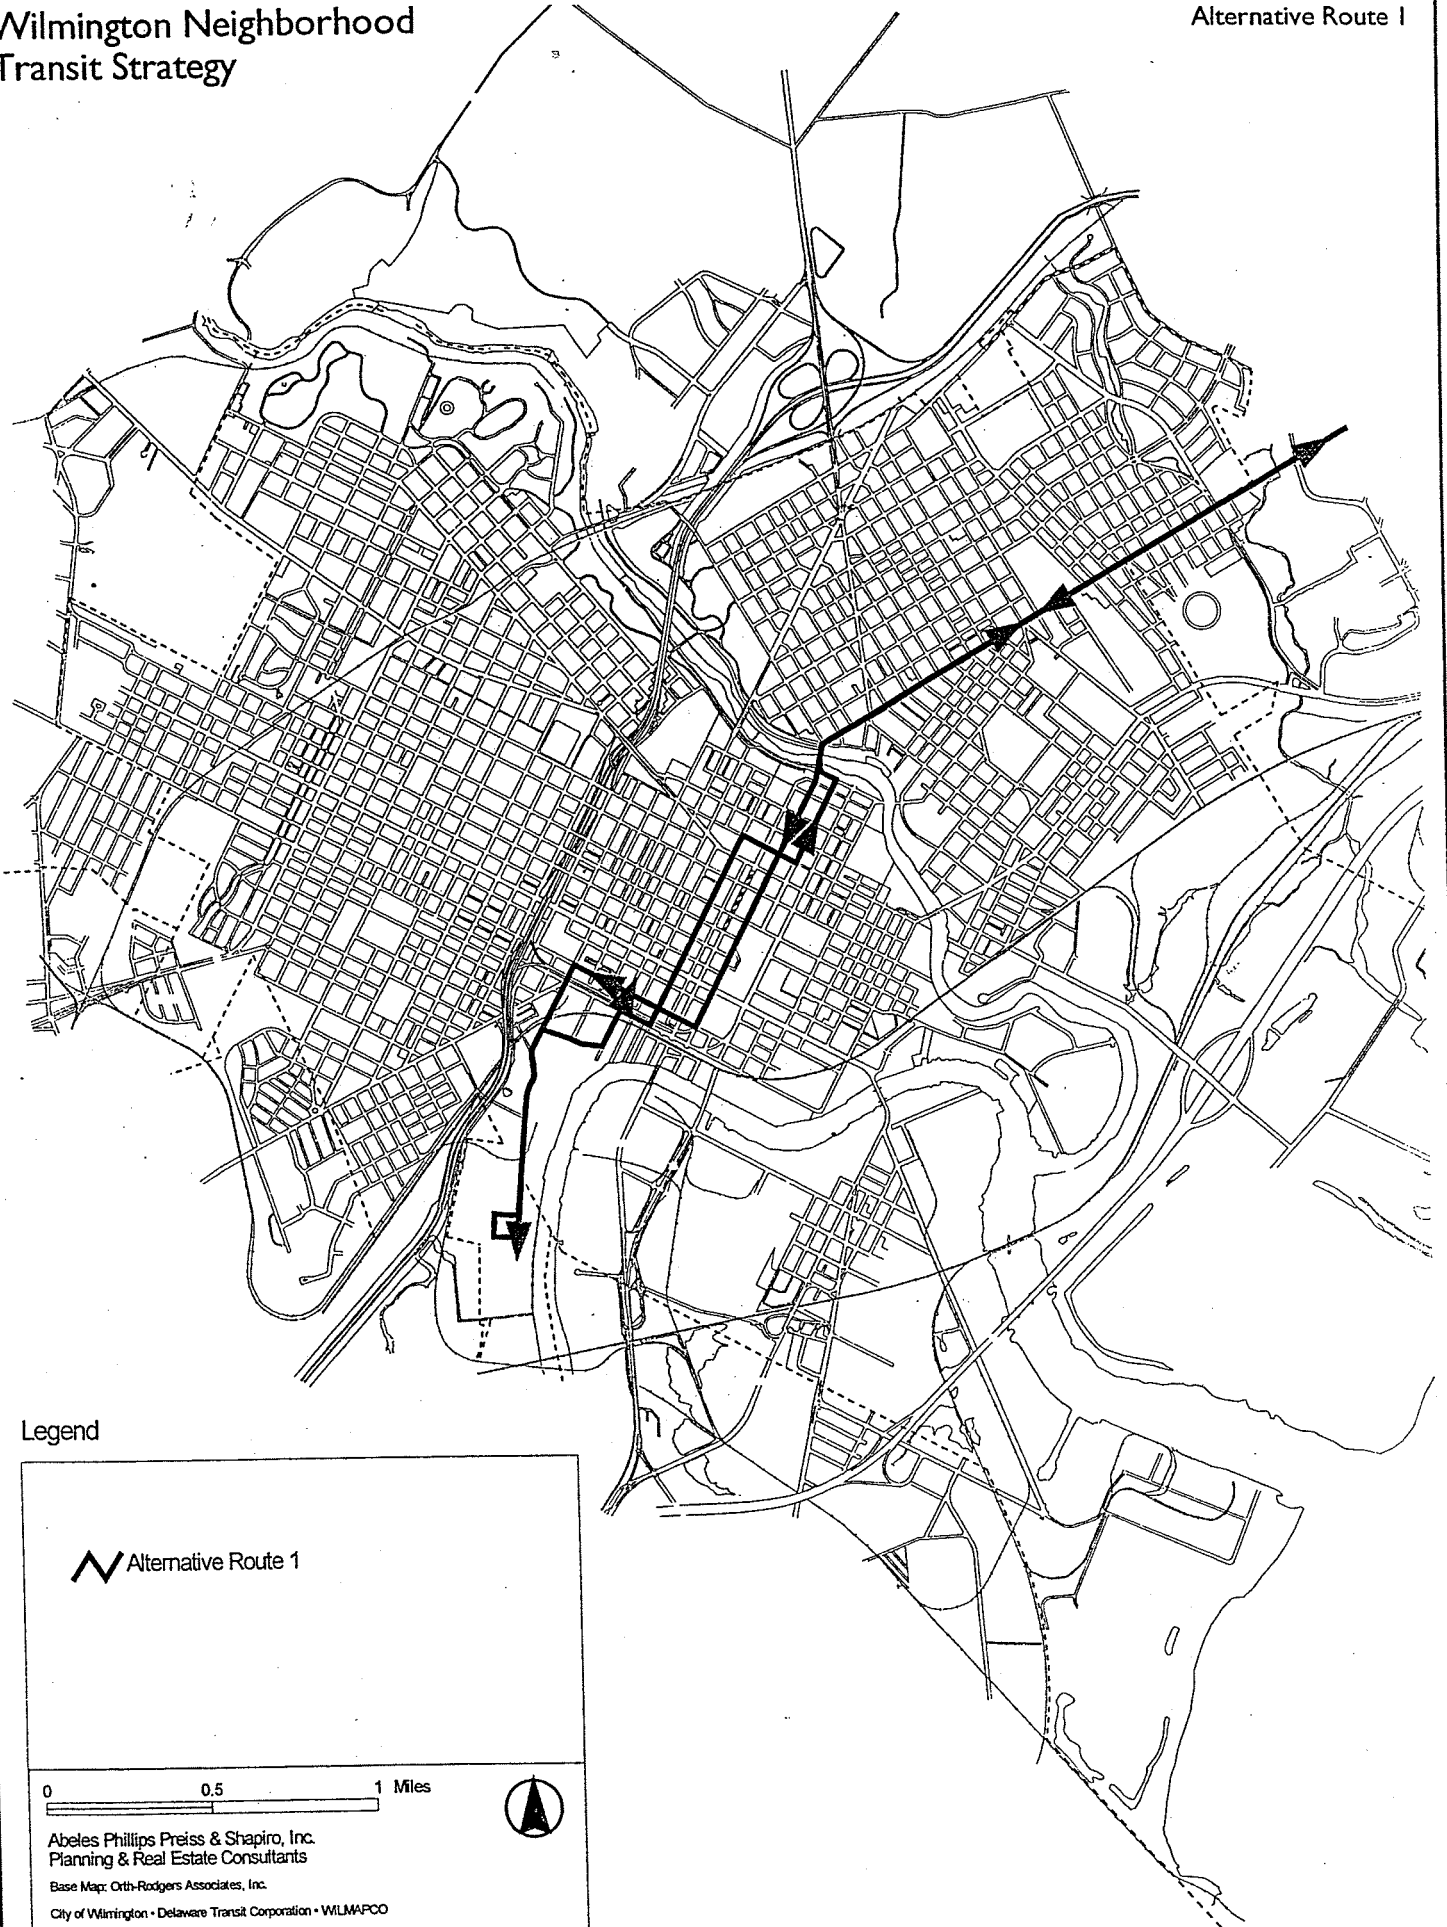 Wilmington Neighborhood
Transit Strategy
Alternative Route 1
Legend
Alternative Route 1
0 0.5 1 Miles
Abeles Phillips Preiss & Shapiro, Inc.
Planning & Real Estate Consultants
Base Map: Orth-Rodgers Associates, Inc.
City of Wilmington • Delaware Transit Corporation • WILMAPCO